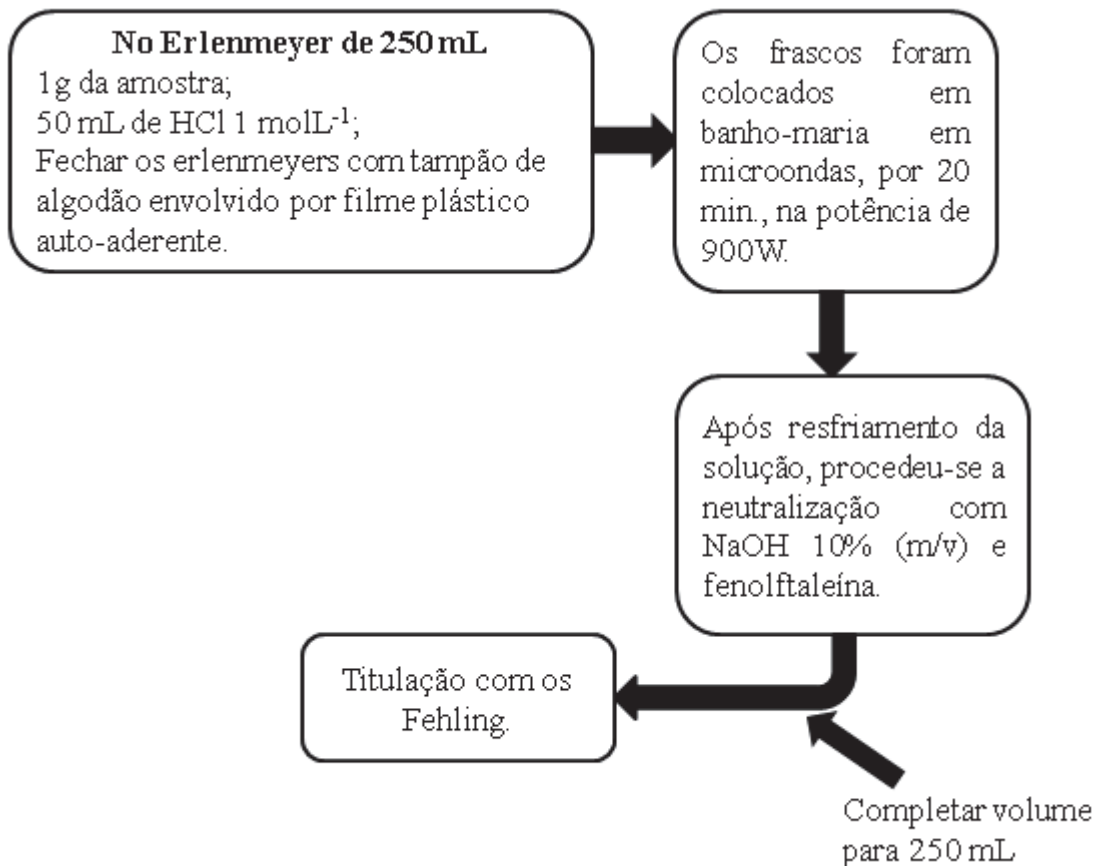 No Erlenmeyer de 250 mL
1g da amostra;
50 mL de HCl 1 molL⁻¹;
Fechar os erlenmeyers com tampão de
algodão envolvido por filme plástico
auto-aderente.
Os frascos foram
colocados em
banho-maria em
microondas, por 20
min., na potência de
900W.
Após resfriamento da
solução, procedeu-se a
neutralização com
NaOH 10% (m/v) e
fenolftaleína.
Titulação com os
Fehling.
Completar volume
para 250 mL